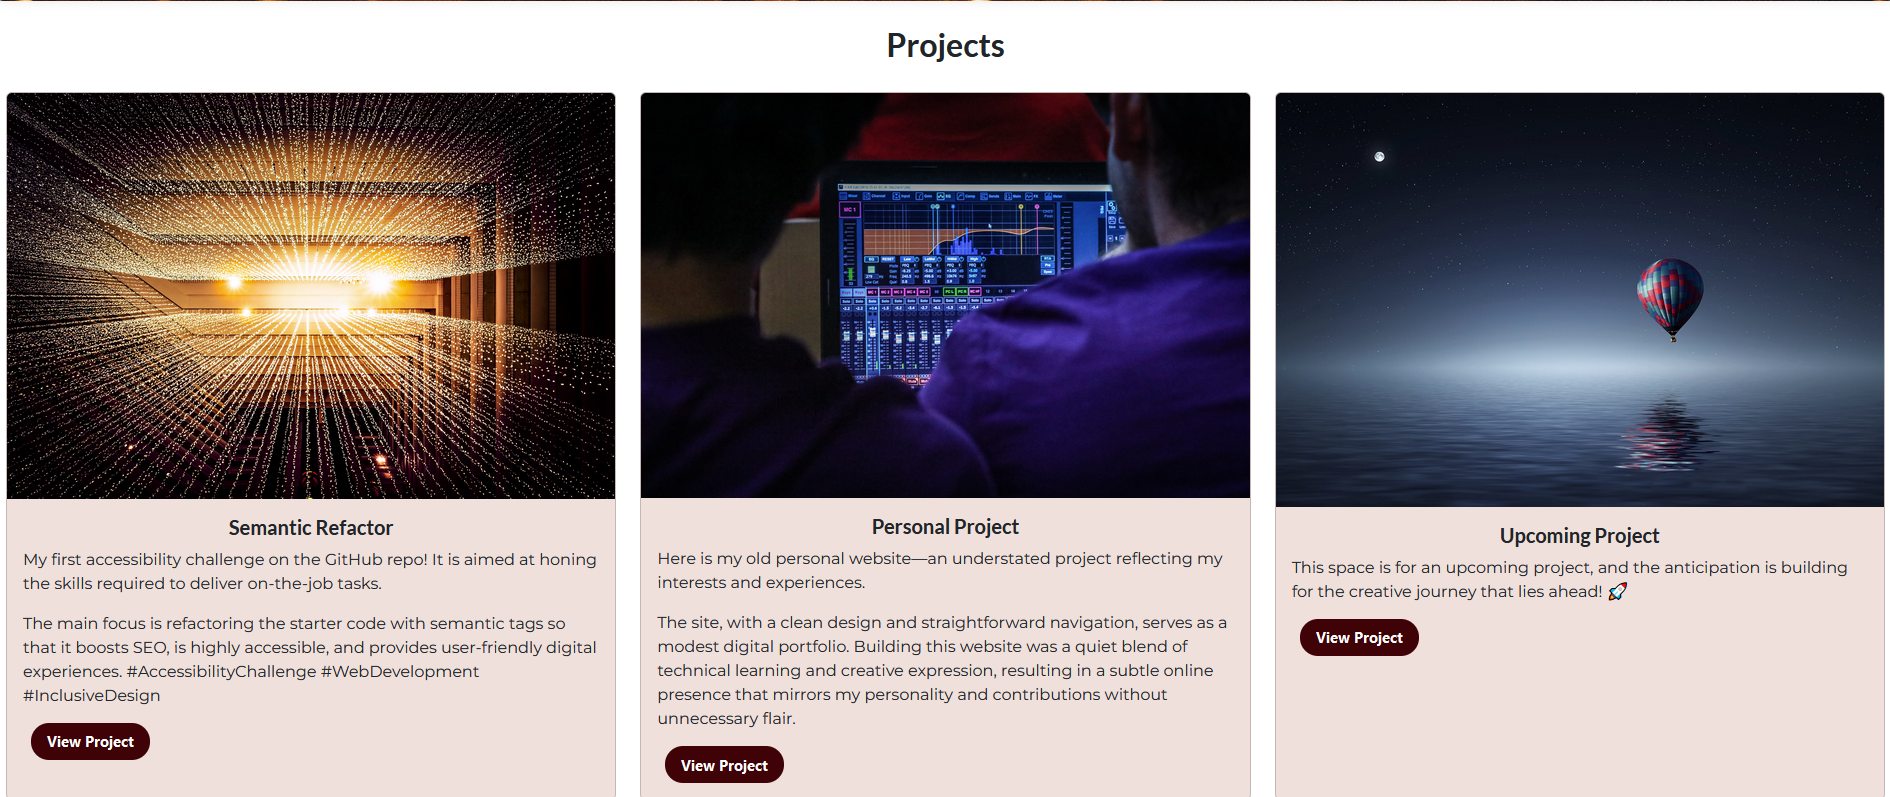 Projects
Semantic Refactor
My first accessibility challenge on the GitHub repo! It is aimed at honing
the skills required to deliver on-the-job tasks.
The main focus is refactoring the starter code with semantic tags so
that it boosts SEO, is highly accessible, and provides user-friendly digital
experiences. #AccessibilityChallenge #WebDevelopment
#InclusiveDesign
View Project
MC 1
Personal Project
Here is my old personal website—an understated project reflecting my
interests and experiences.
The site, with a clean design and straightforward navigation, serves as a
modest digital portfolio. Building this website was a quiet blend of
technical learning and creative expression, resulting in a subtle online
presence that mirrors my personality and contributions without
unnecessary flair.
View Project
Upcoming Project
This space is for an upcoming project, and the anticipation is building
for the creative journey that lies ahead! 🚀
View Project